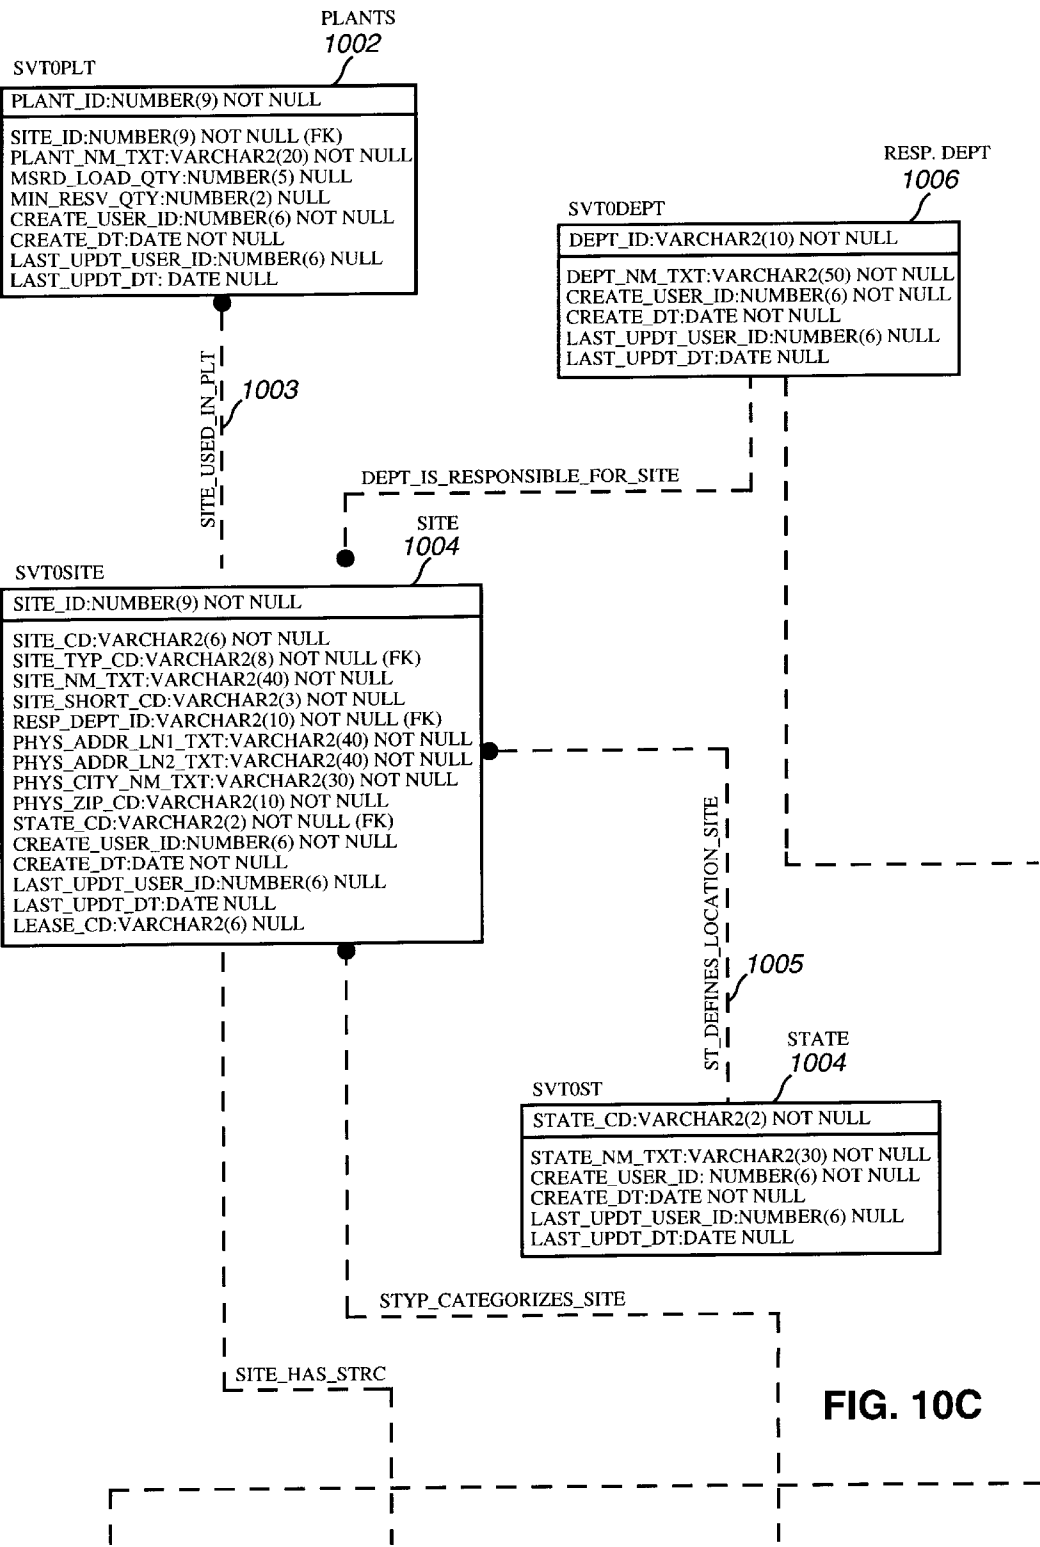 PLANTS
1002
SVT0PLT
PLANT_ID:NUMBER(9) NOT NULL
SITE_ID:NUMBER(9) NOT NULL (FK)
PLANT_NM_TXT:VARCHAR2(20) NOT NULL
MSRD_LOAD_QTY:NUMBER(5) NULL
MIN_RESV_QTY:NUMBER(2) NULL
CREATE_USER_ID:NUMBER(6) NOT NULL
CREATE_DT:DATE NOT NULL
LAST_UPDT_USER_ID:NUMBER(6) NULL
LAST_UPDT_DT: DATE NULL
RESP. DEPT
1006
SVT0DEPT
DEPT_ID:VARCHAR2(10) NOT NULL
DEPT_NM_TXT:VARCHAR2(50) NOT NULL
CREATE_USER_ID:NUMBER(6) NOT NULL
CREATE_DT:DATE NOT NULL
LAST_UPDT_USER_ID:NUMBER(6) NULL
LAST_UPDT_DT:DATE NULL
SITE_USED_IN_PLT
1003
DEPT_IS_RESPONSIBLE_FOR_SITE
SITE
1004
SVT0SITE
SITE_ID:NUMBER(9) NOT NULL
SITE_CD:VARCHAR2(6) NOT NULL
SITE_TYP_CD:VARCHAR2(8) NOT NULL (FK)
SITE_NM_TXT:VARCHAR2(40) NOT NULL
SITE_SHORT_CD:VARCHAR2(3) NOT NULL
RESP_DEPT_ID:VARCHAR2(10) NOT NULL (FK)
PHYS_ADDR_LN1_TXT:VARCHAR2(40) NOT NULL
PHYS_ADDR_LN2_TXT:VARCHAR2(40) NOT NULL
PHYS_CITY_NM_TXT:VARCHAR2(30) NOT NULL
PHYS_ZIP_CD:VARCHAR2(10) NOT NULL
STATE_CD:VARCHAR2(2) NOT NULL (FK)
CREATE_USER_ID:NUMBER(6) NOT NULL
CREATE_DT:DATE NOT NULL
LAST_UPDT_USER_ID:NUMBER(6) NULL
LAST_UPDT_DT:DATE NULL
LEASE_CD:VARCHAR2(6) NULL
ST_DEFINES_LOCATION_SITE
1005
STATE
1004
SVT0ST
STATE_CD:VARCHAR2(2) NOT NULL
STATE_NM_TXT:VARCHAR2(30) NOT NULL
CREATE_USER_ID: NUMBER(6) NOT NULL
CREATE_DT:DATE NOT NULL
LAST_UPDT_USER_ID:NUMBER(6) NULL
LAST_UPDT_DT:DATE NULL
STYP_CATEGORIZES_SITE
SITE_HAS_STRC
FIG. 10C